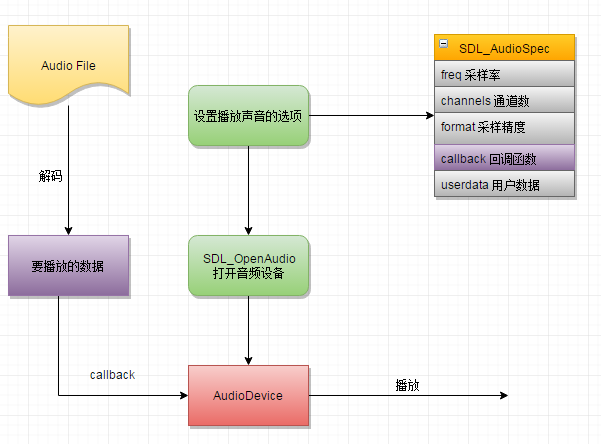 Audio File
解码
要播放的数据
callback
设置播放声音的选项
SDL_OpenAudio
打开音频设备
AudioDevice
播放
SDL_AudioSpec
freq 采样率
channels 通道数
format 采样精度
callback 回调函数
userdata 用户数据